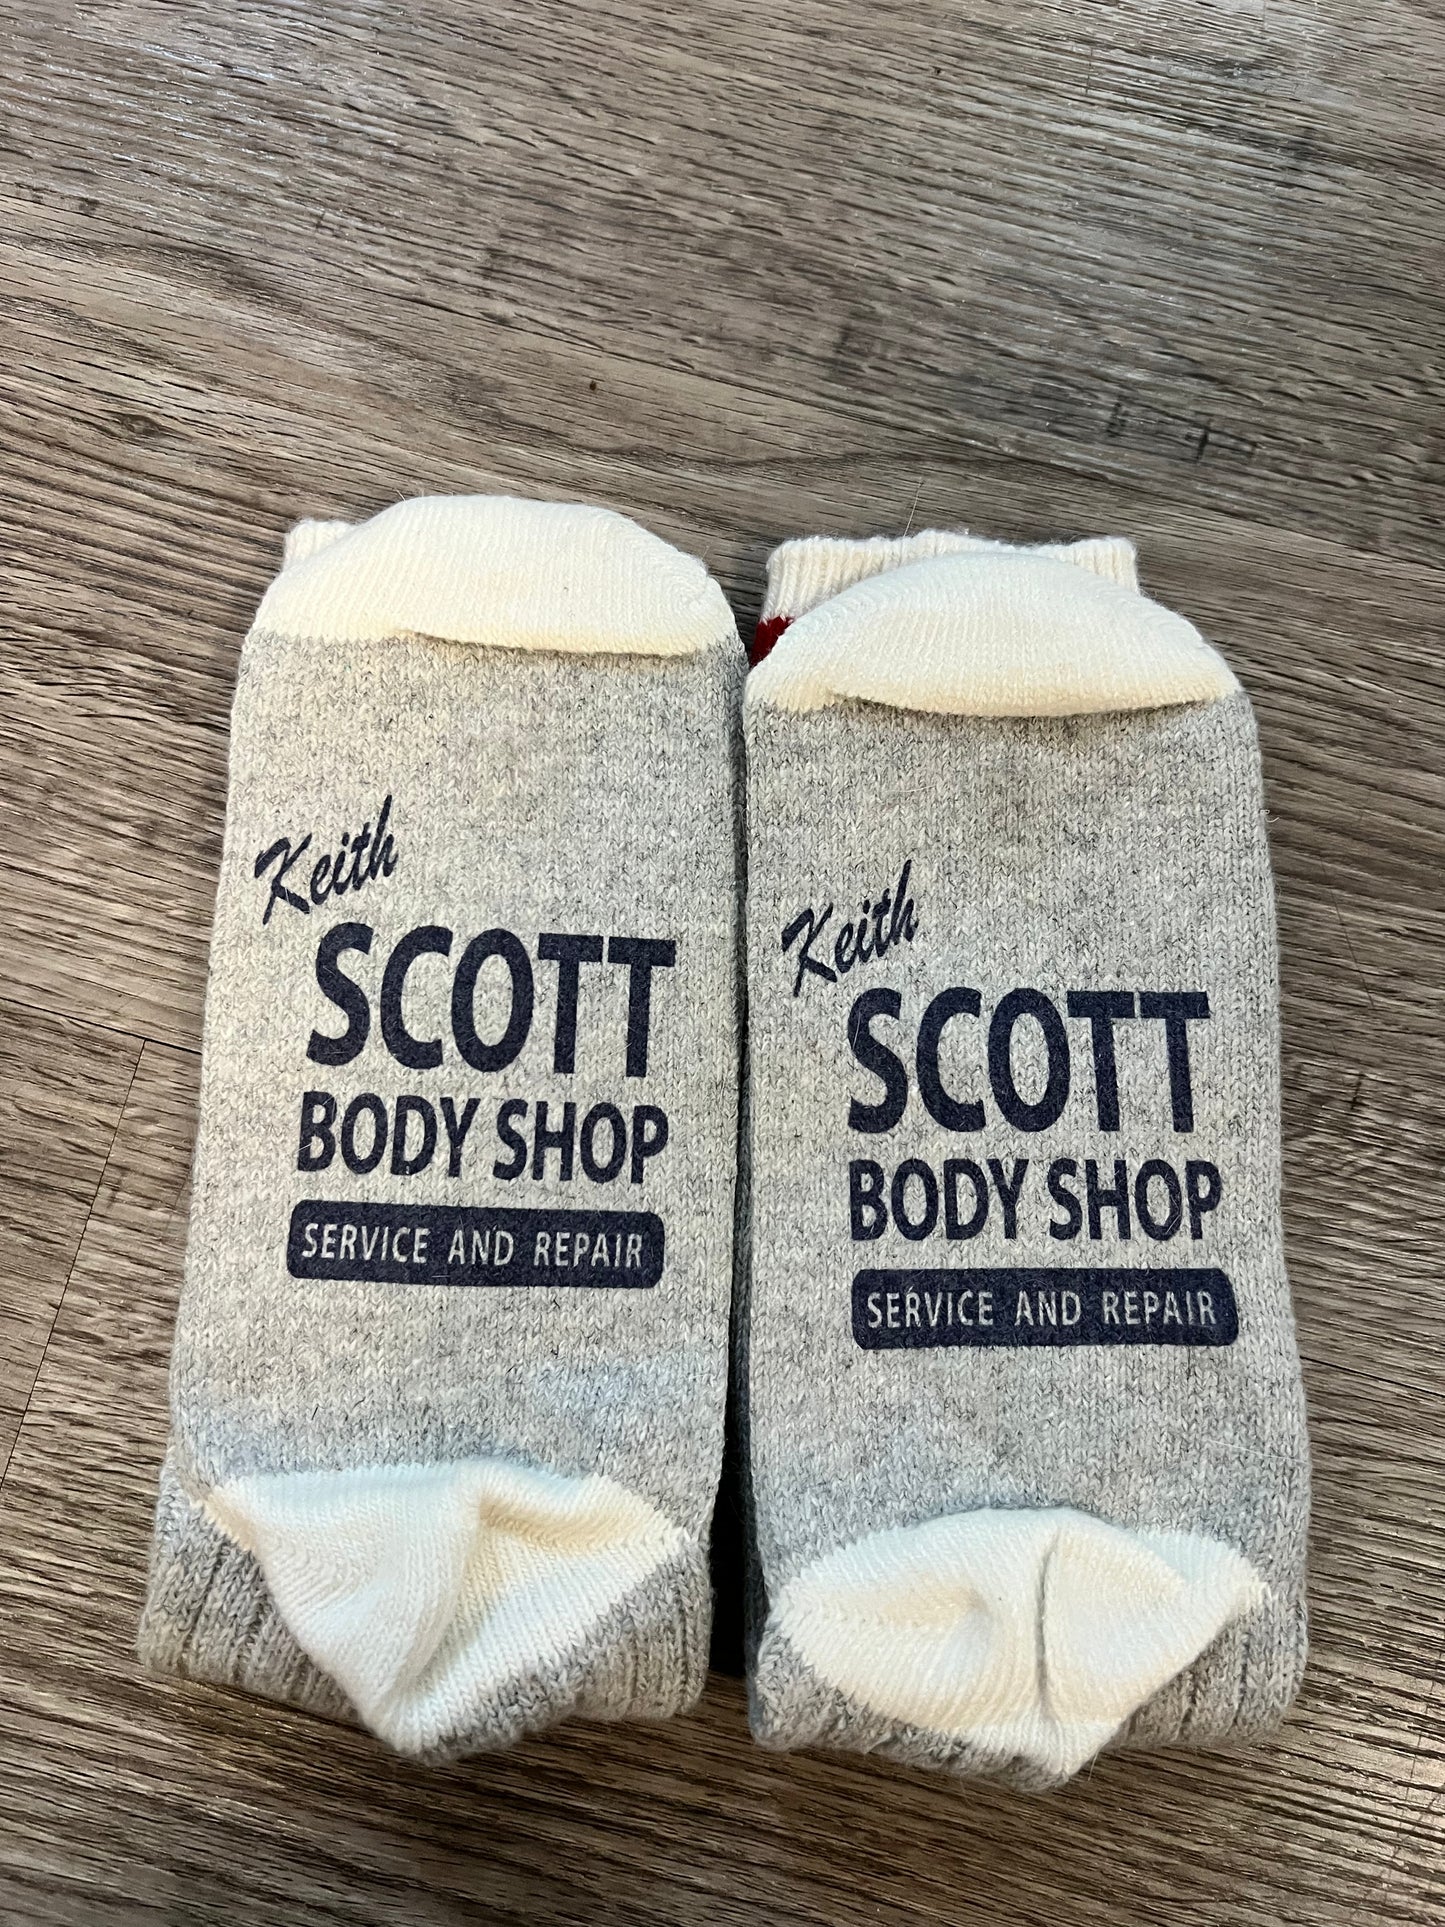 Keith
SCOTT
BODY SHOP
SERVICE AND REPAIR
Keith
SCOTT
BODY SHOP
SERVICE AND REPAIR